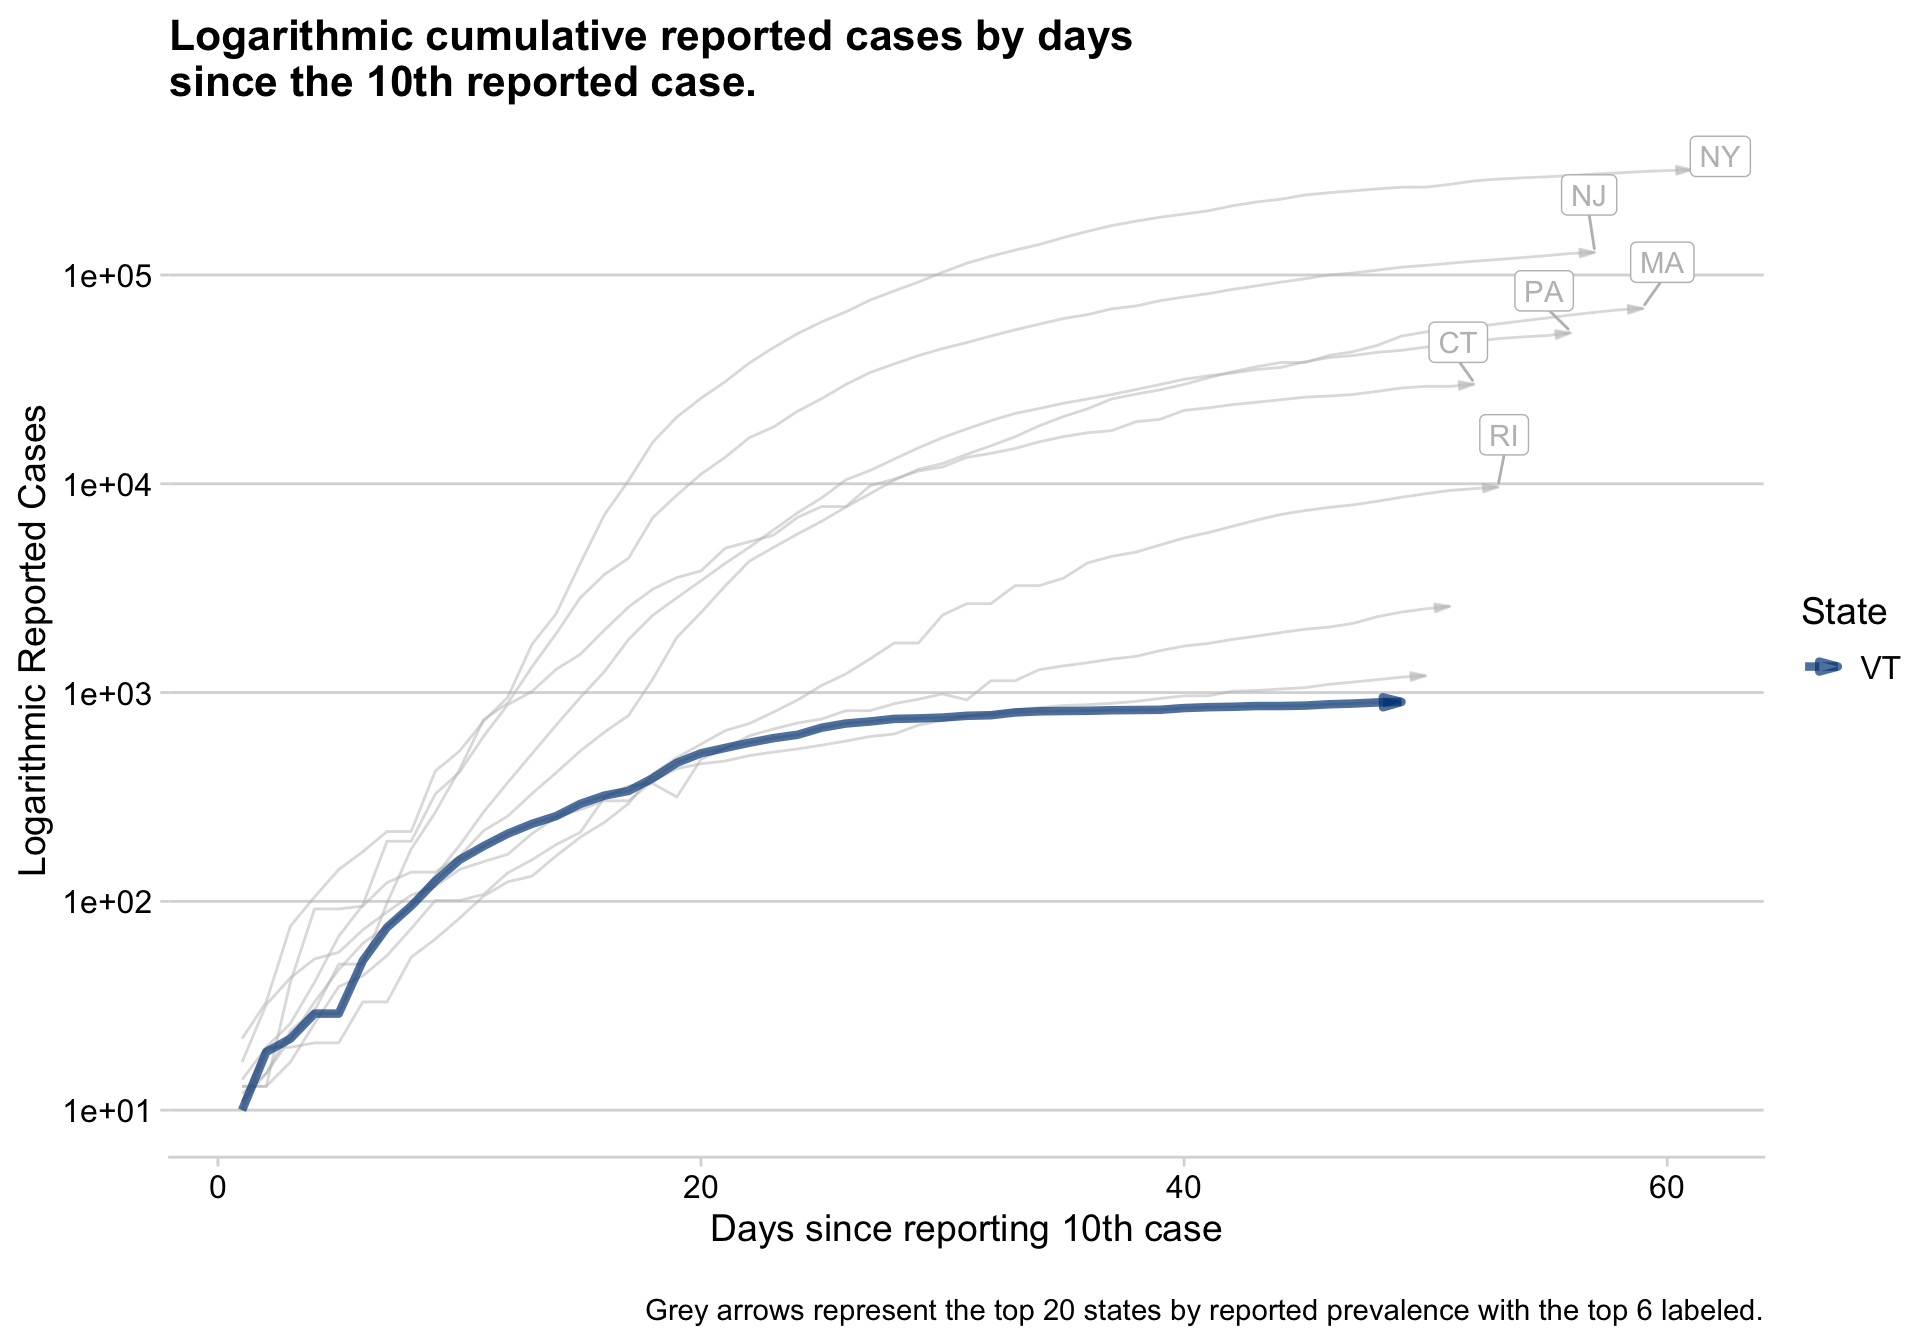 Logarithmic cumulative reported cases by days
since the 10th reported case.
NY
NJ
MA
PA
CT
RI
1e+05
1e+04
1e+03
1e+02
1e+01
Logarithmic Reported Cases
State
VT
0 20 40 60
Days since reporting 10th case
Grey arrows represent the top 20 states by reported prevalence with the top 6 labeled.